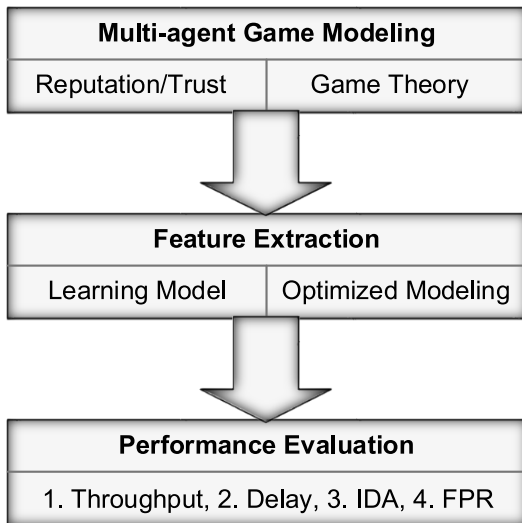 Multi-agent Game Modeling
Reputation/Trust
Game Theory
Feature Extraction
Learning Model
Optimized Modeling
Performance Evaluation
1. Throughput, 2. Delay, 3. IDA, 4. FPR